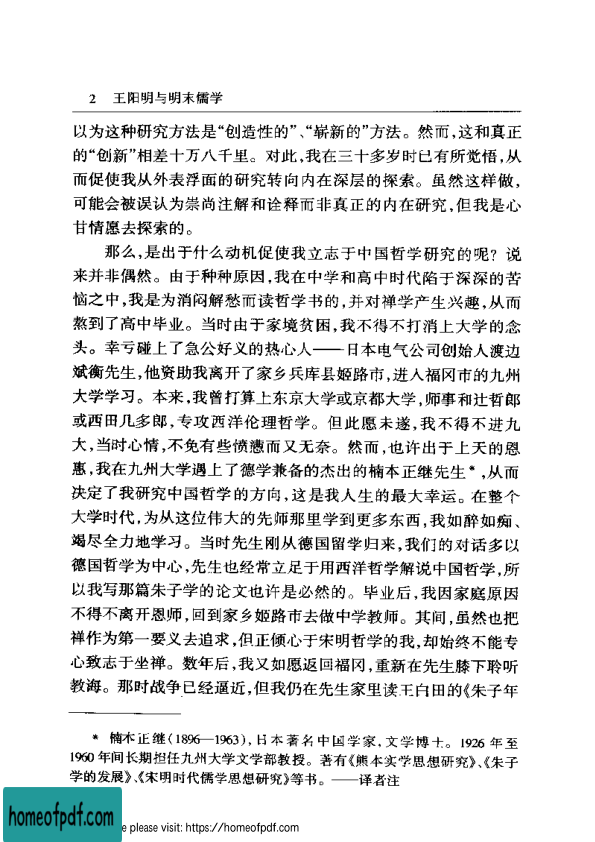 2 王阳明与明末儒学
以为这种研究方法是“创造性的”、“崭新的”方法。然而,这和真正
的“创新”相差十万八千里。对此,我在三十多岁时已有所觉悟,从
而促使我从外表浮面的研究转向内在深层的探索。虽然这样做,
可能会被误认为崇尚注解和诠释而非真正的内在研究,但我是心
甘情愿去探索的。
那么,是出于什么动机促使我立志于中国哲学研究的呢?说
来并非偶然。由于种种原因,我在中学和高中时代陷于深深的苦
恼之中,我是为消闷解愁而读哲学书的,并对禅学产生兴趣,从而
熬到了高中毕业。当时由于家境贫困,我不得不打消上大学的念
头。幸亏碰上了急公好义的热心人——日本电气公司创始人渡边
斌衡先生,他资助我离开了家乡兵库县姬路市,进入福冈市的九州
大学学习。本来,我曾打算上东京大学或京都大学,师事和辻哲郎
或西田几多郎,专攻西洋伦理哲学。但此愿未遂,我不得不进九
大,当时心情,不免有些愤懑而又无奈。然而,也许出于上天的恩
惠,我在九州大学遇上了德学兼备的杰出的楠本正继先生*,从而
决定了我研究中国哲学的方向,这是我人生的最大幸运。在整个
大学时代,为从这位伟大的先师那里学到更多东西,我如醉如痴、
竭尽全力地学习。当时先生刚从德国留学归来,我们的对话多以
德国哲学为中心,先生也经常立足于用西洋哲学解说中国哲学,所
以我写那篇朱子学的论文也许是必然的。毕业后,我因家庭原因
不得不离开恩师,回到家乡姬路市去做中学教师。其间,虽然也把
禅作为第一要义去追求,但正倾心于宋明哲学的我,却始终不能专
心致志于坐禅。数年后,我又如愿返回福冈,重新在先生膝下聆听
教诲。那时战争已经逼近,但我仍在先生家里读王白田的《朱子年
* 楠本正继(1896—1963),日本著名中国学家,文学博士。1926 年至
1960 年间长期担任九州大学文学部教授。著有《熊本实学思想研究》、《朱子
学的发展》、《宋明时代儒学思想研究》等书。——译者注
homeofpdf.com
e please visit: https://homeofpdf.com